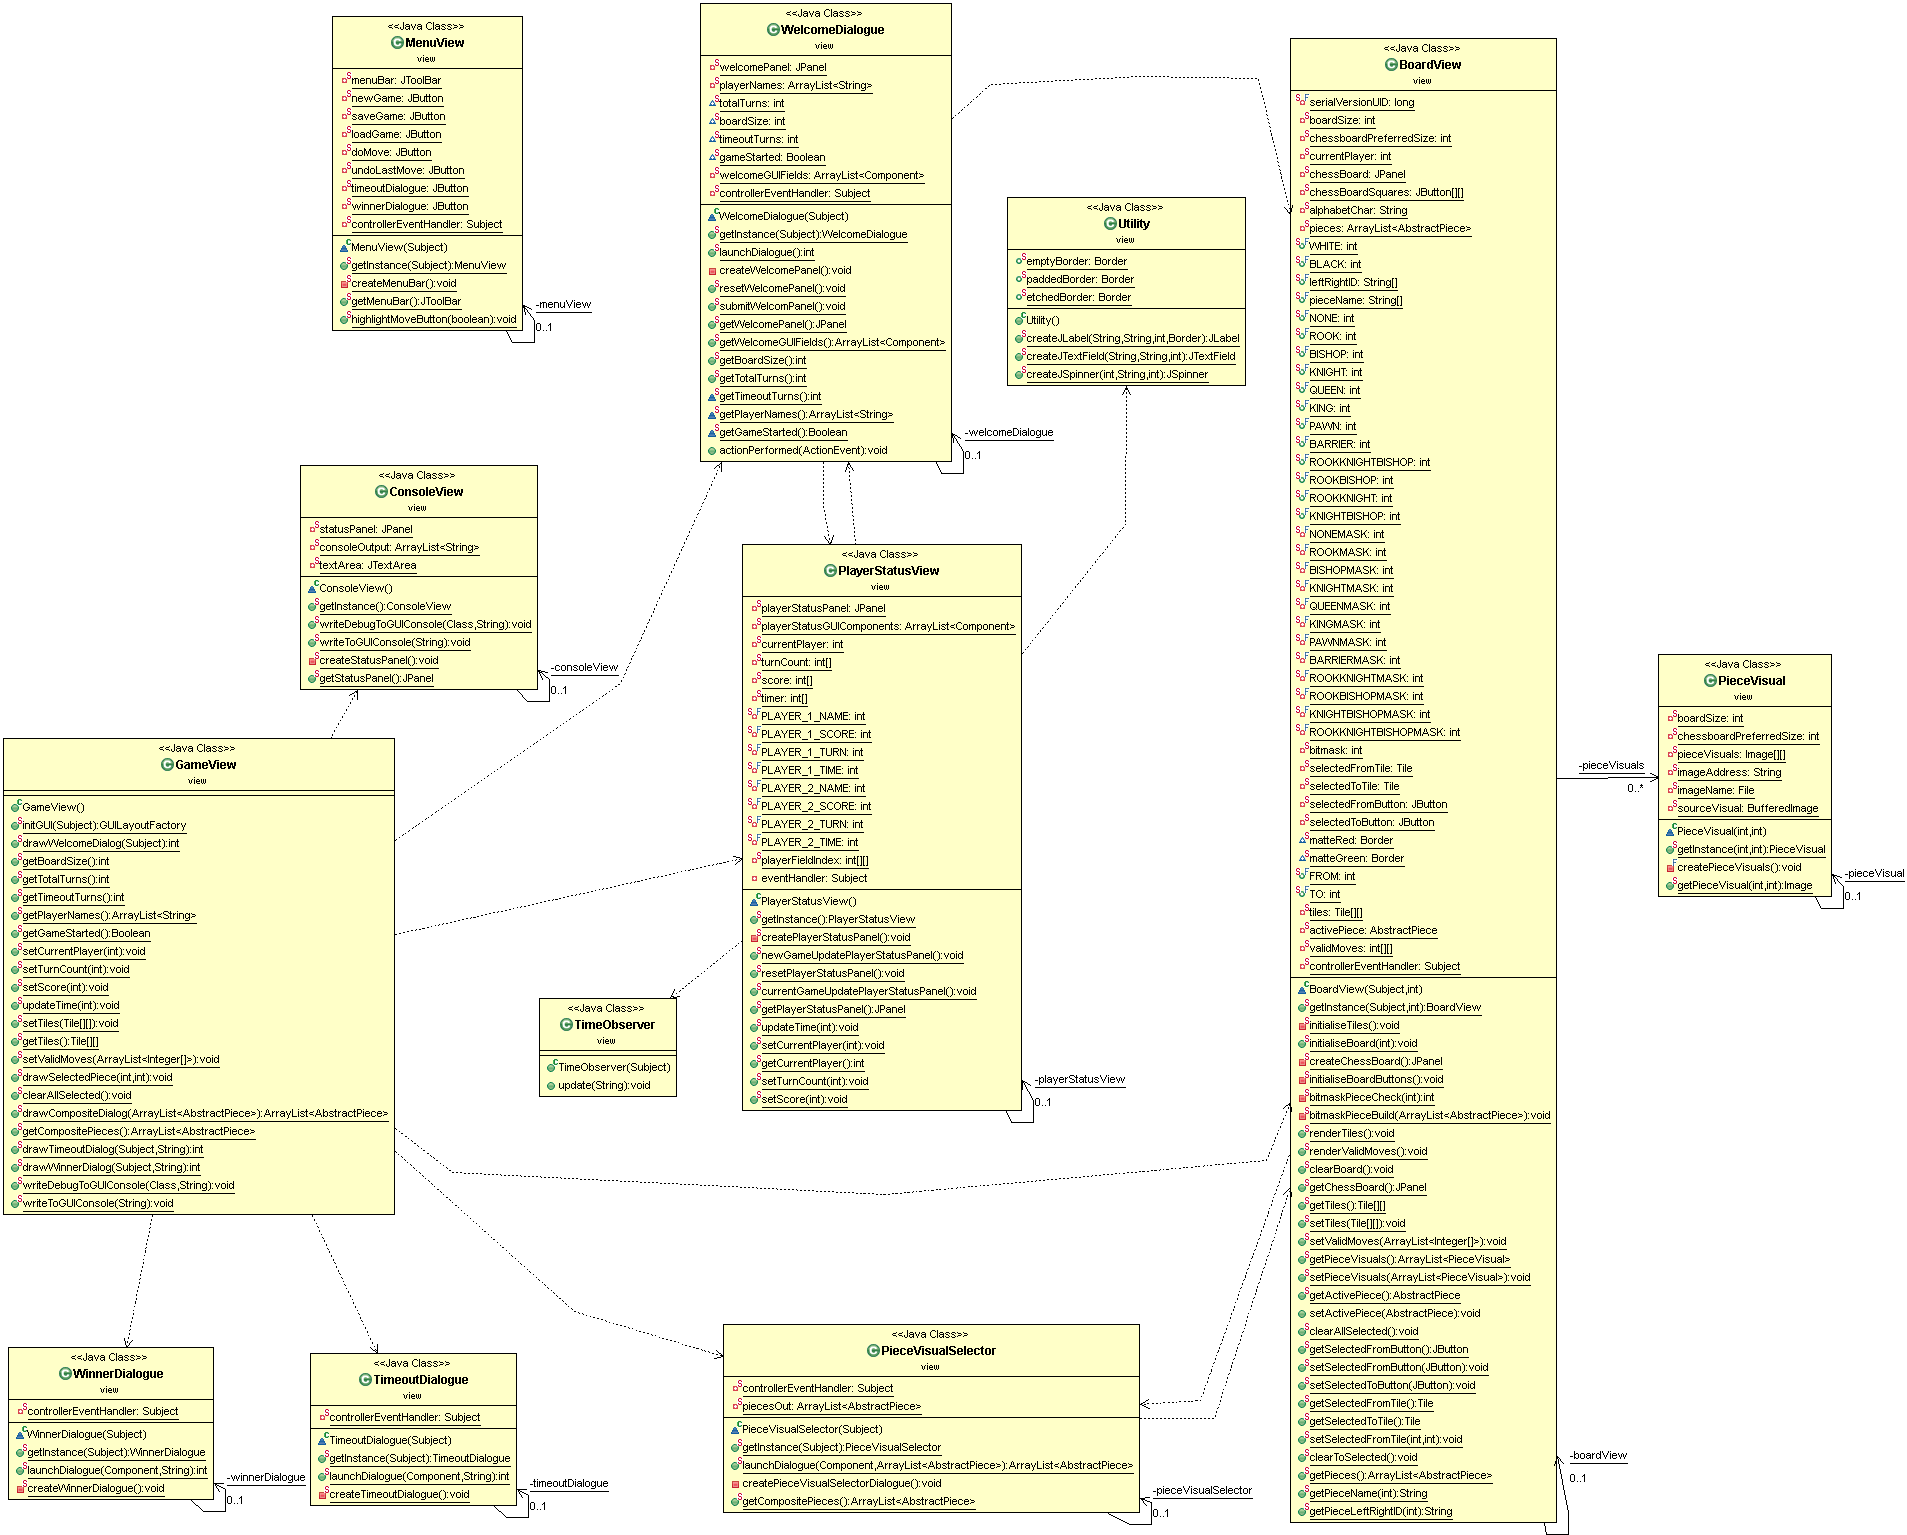 <<Java Class>>
MenuView
view
menuBar: JToolBar
newGame: JButton
saveGame: JButton
loadGame: JButton
doMove: JButton
undoLastMove: JButton
timeoutDialogue: JButton
winnerDialogue: JButton
controllerEventHandler: Subject
MenuView(Subject)
getInstance(Subject):MenuView
createMenuBar():void
getMenuBar():JToolBar
highlightMoveButton(boolean):void
-menuView
0..1
<<Java Class>>
WelcomeDialogue
view
welcomePanel: JPanel
playerNames: ArrayList<String>
totalTurns: int
boardSize: int
timeoutTurns: int
gameStarted: Boolean
welcomeGUIFields: ArrayList<Component>
controllerEventHandler: Subject
WelcomeDialogue(Subject)
getInstance(Subject):WelcomeDialogue
launchDialogue():int
createWelcomePanel():void
resetWelcomePanel():void
submitWelcomPanel():void
getWelcomePanel():JPanel
getWelcomeGUIFields():ArrayList<Component>
getBoardSize():int
getTotalTurns():int
getTimeoutTurns():int
getPlayerNames():ArrayList<String>
getGameStarted():Boolean
actionPerformed(ActionEvent):void
-welcomeDialogue
0..1
<<Java Class>>
Utility
view
emptyBorder: Border
paddedBorder: Border
etchedBorder: Border
Utility()
createJLabel(String,String,int,Border):JLabel
createJTextField(String,String,int):JTextField
createJSpinner(int,String,int):JSpinner
<<Java Class>>
BoardView
view
serialVersionUID: long
boardSize: int
chessboardPreferredSize: int
currentPlayer: int
chessBoard: JPanel
chessBoardSquares: JButton[][]
alphabetChar: String
pieces: ArrayList<AbstractPiece>
WHITE: int
BLACK: int
leftRightID: String[]
pieceName: String[]
NONE: int
ROOK: int
BISHOP: int
KNIGHT: int
QUEEN: int
KING: int
PAWN: int
BARRIER: int
ROOKKNIGHTBISHOP: int
ROOKBISHOP: int
ROOKKNIGHT: int
KNIGHTBISHOP: int
NONEMASK: int
ROOKMASK: int
BISHOPMASK: int
KNIGHTMASK: int
QUEENMASK: int
KINGMASK: int
PAWNMASK: int
BARRIERMASK: int
ROOKKNIGHTMASK: int
ROOKBISHOPMASK: int
KNIGHTBISHOPMASK: int
ROOKKNIGHTBISHOPMASK: int
bitmask: int
selectedFromTile: Tile
selectedToTile: Tile
selectedFromButton: JButton
selectedToButton: JButton
matteRed: Border
matteGreen: Border
FROM: int
TO: int
tiles: Tile[][]
activePiece: AbstractPiece
validMoves: int[][]
controllerEventHandler: Subject
BoardView(Subject,int)
getInstance(Subject,int):BoardView
initialiseTiles():void
initialiseBoard(int):void
createChessBoard():JPanel
initialiseBoardButtons():void
bitmaskPieceCheck(int):int
bitmaskPieceBuild(ArrayList<AbstractPiece>):void
renderTiles():void
renderValidMoves():void
clearBoard():void
getChessBoard():JPanel
getTiles():Tile[][]
setTiles(Tile[][]):void
setValidMoves(ArrayList<Integer[]>):void
getPieceVisuals():ArrayList<PieceVisual>
setPieceVisuals(ArrayList<PieceVisual>):void
getActivePiece():AbstractPiece
setActivePiece(AbstractPiece):void
clearAllSelected():void
getSelectedFromButton():JButton
setSelectedFromButton(JButton):void
setSelectedToButton(JButton):void
getSelectedFromTile():Tile
getSelectedToTile():Tile
setSelectedFromTile(int,int):void
clearToSelected():void
getPieces():ArrayList<AbstractPiece>
getPieceName(int):String
getPieceLeftRightID(int):String
-boardView
0..1
-pieceVisuals
0..*
<<Java Class>>
PieceVisual
view
boardSize: int
chessboardPreferredSize: int
pieceVisuals: Image[][]
imageAddress: String
imageName: File
sourceVisual: BufferedImage
PieceVisual(int,int)
getInstance(int,int):PieceVisual
createPieceVisuals():void
getPieceVisual(int,int):Image
-pieceVisual
0..1
<<Java Class>>
ConsoleView
view
statusPanel: JPanel
consoleOutput: ArrayList<String>
textArea: JTextArea
ConsoleView()
getInstance():ConsoleView
writeDebugToGUIConsole(Class,String):void
writeToGUIConsole(String):void
createStatusPanel():void
getStatusPanel():JPanel
-consoleView
0..1
<<Java Class>>
PlayerStatusView
view
playerStatusPanel: JPanel
playerStatusGUIComponents: ArrayList<Component>
currentPlayer: int
turnCount: int[]
score: int[]
timer: int[]
PLAYER_1_NAME: int
PLAYER_1_SCORE: int
PLAYER_1_TURN: int
PLAYER_1_TIME: int
PLAYER_2_NAME: int
PLAYER_2_SCORE: int
PLAYER_2_TURN: int
PLAYER_2_TIME: int
playerFieldIndex: int[][]
eventHandler: Subject
PlayerStatusView()
getInstance():PlayerStatusView
createPlayerStatusPanel():void
newGameUpdatePlayerStatusPanel():void
resetPlayerStatusPanel():void
currentGameUpdatePlayerStatusPanel():void
getPlayerStatusPanel():JPanel
updateTime(int):void
setCurrentPlayer(int):void
getCurrentPlayer():int
setTurnCount(int):void
setScore(int):void
-playerStatusView
0..1
<<Java Class>>
GameView
view
GameView()
initGUI(Subject):GUILayoutFactory
drawWelcomeDialog(Subject):int
getBoardSize():int
getTotalTurns():int
getTimeoutTurns():int
getPlayerNames():ArrayList<String>
getGameStarted():Boolean
setCurrentPlayer(int):void
setTurnCount(int):void
setScore(int):void
updateTime(int):void
setTiles(Tile[][]):void
getTiles():Tile[][]
setValidMoves(ArrayList<Integer[]>):void
drawSelectedPiece(int,int):void
clearAllSelected():void
drawCompositeDialog(ArrayList<AbstractPiece>):ArrayList<AbstractPiece>
getCompositePieces():ArrayList<AbstractPiece>
drawTimeoutDialog(Subject,String):int
drawWinnerDialog(Subject,String):int
writeDebugToGUIConsole(Class,String):void
writeToGUIConsole(String):void
<<Java Class>>
TimeObserver
view
TimeObserver(Subject)
update(String):void
<<Java Class>>
WinnerDialogue
view
controllerEventHandler: Subject
WinnerDialogue(Subject)
getInstance(Subject):WinnerDialogue
launchDialogue(Component,String):int
createWinnerDialogue():void
-winnerDialogue
0..1
<<Java Class>>
TimeoutDialogue
view
controllerEventHandler: Subject
TimeoutDialogue(Subject)
getInstance(Subject):TimeoutDialogue
launchDialogue(Component,String):int
createTimeoutDialogue():void
-timeoutDialogue
0..1
<<Java Class>>
PieceVisualSelector
view
controllerEventHandler: Subject
piecesOut: ArrayList<AbstractPiece>
PieceVisualSelector(Subject)
getInstance(Subject):PieceVisualSelector
launchDialogue(Component,ArrayList<AbstractPiece>):ArrayList<AbstractPiece>
createPieceVisualSelectorDialogue():void
getCompositePieces():ArrayList<AbstractPiece>
-pieceVisualSelector
0..1